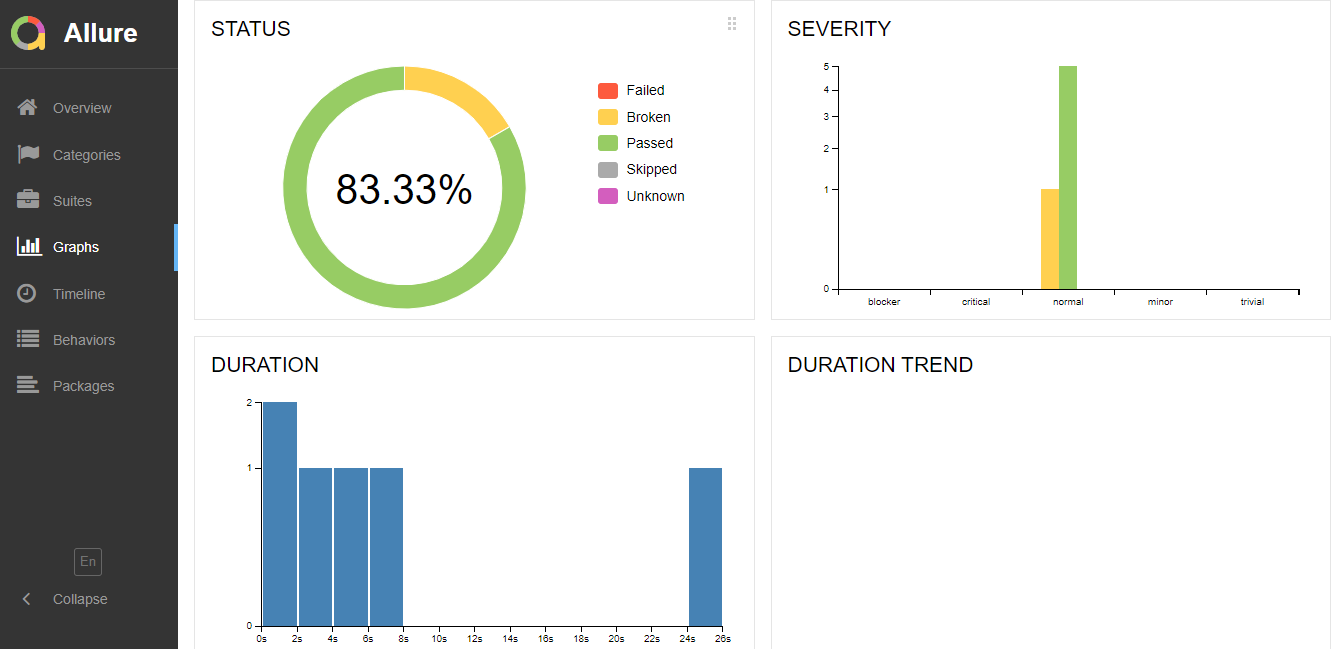 Allure
Overview
Categories
Suites
Graphs
Timeline
Behaviors
Packages
En
Collapse
STATUS
83.33%
Failed
Broken
Passed
Skipped
Unknown
SEVERITY
5
4
3
2
1
0
blocker critical normal minor trivial
DURATION
2
1
0
0s 2s 4s 6s 8s 10s 12s 14s 16s 18s 20s 22s 24s 26s
DURATION TREND